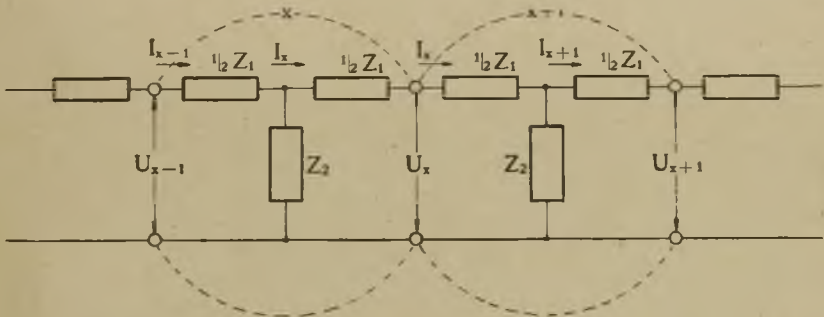 x x+1
I_{x-1} ½ Z_1 I_x ½ Z_1 I_x ½ Z_1 I_{x+1} ½ Z_1
U_{x-1} Z_2 U_x Z_2 U_{x+1}